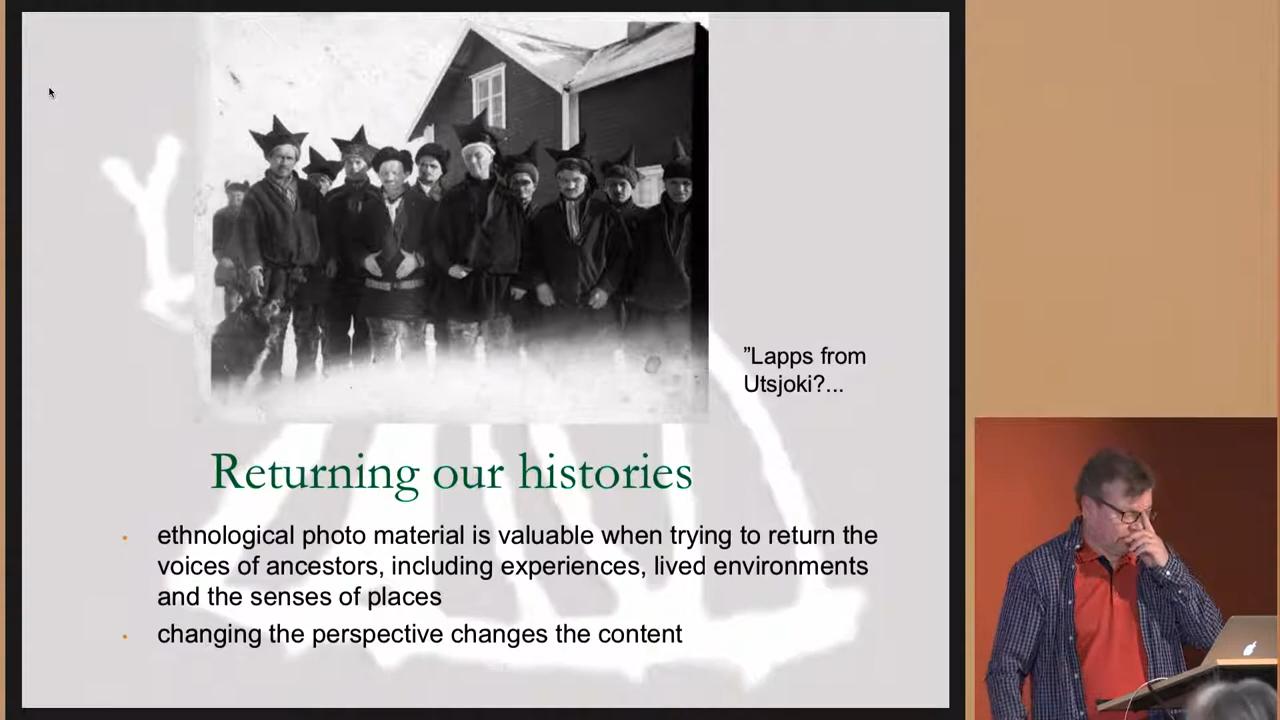 ”Lapps from
Utsjoki?...
Returning our histories
ethnological photo material is valuable when trying to return the
voices of ancestors, including experiences, lived environments
and the senses of places
changing the perspective changes the content